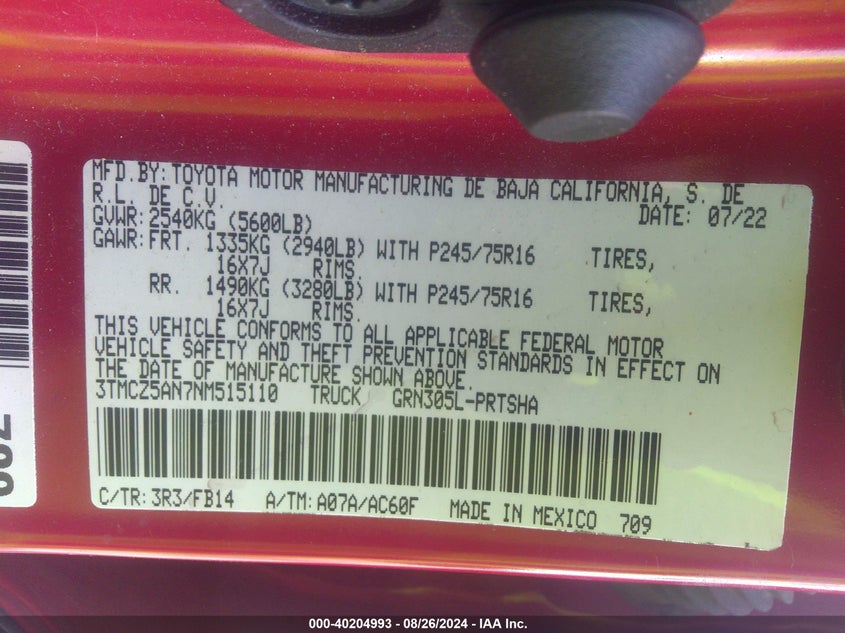 MFD.BY:TOYOTA MOTOR MANUFACTURING DE BAJA CALIFORNIA, S. DE
R.L. DE C.V.
DATE: 07/22
GVWR:2540KG (5600LB)
GAWR:FRT. 1335KG (2940LB) WITH P245/75R16 TIRES,
16X7J RIMS.
RR. 1490KG (3280LB) WITH P245/75R16 TIRES,
16X7J RIMS.
THIS VEHICLE CONFORMS TO ALL APPLICABLE FEDERAL MOTOR
VEHICLE SAFETY AND THEFT PREVENTION STANDARDS IN EFFECT ON
THE DATE OF MANUFACTURE SHOWN ABOVE.
3TMCZ5AN7NM515110 TRUCK GRN305L-PRTSHA
C/TR:3R3/FB14 A/TM:A07A/AC60F MADE IN MEXICO 709
000-40204993 - 08/26/2024 - IAA Inc.